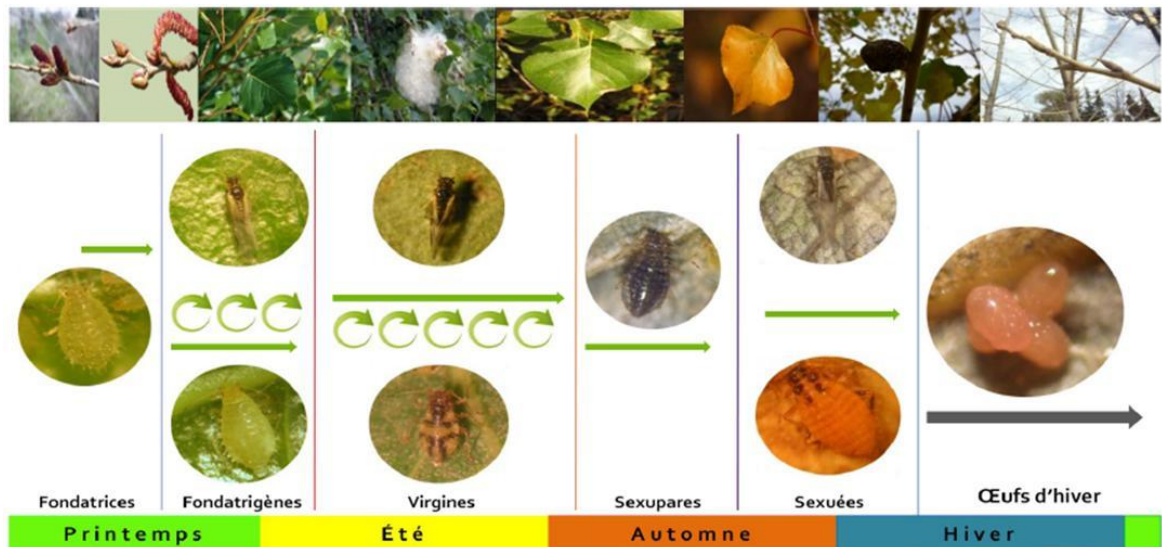 Fondatrices
Fondatrigènes
Virgines
Sexupares
Sexuées
Œufs d'hiver
Printemps
Été
Automne
Hiver